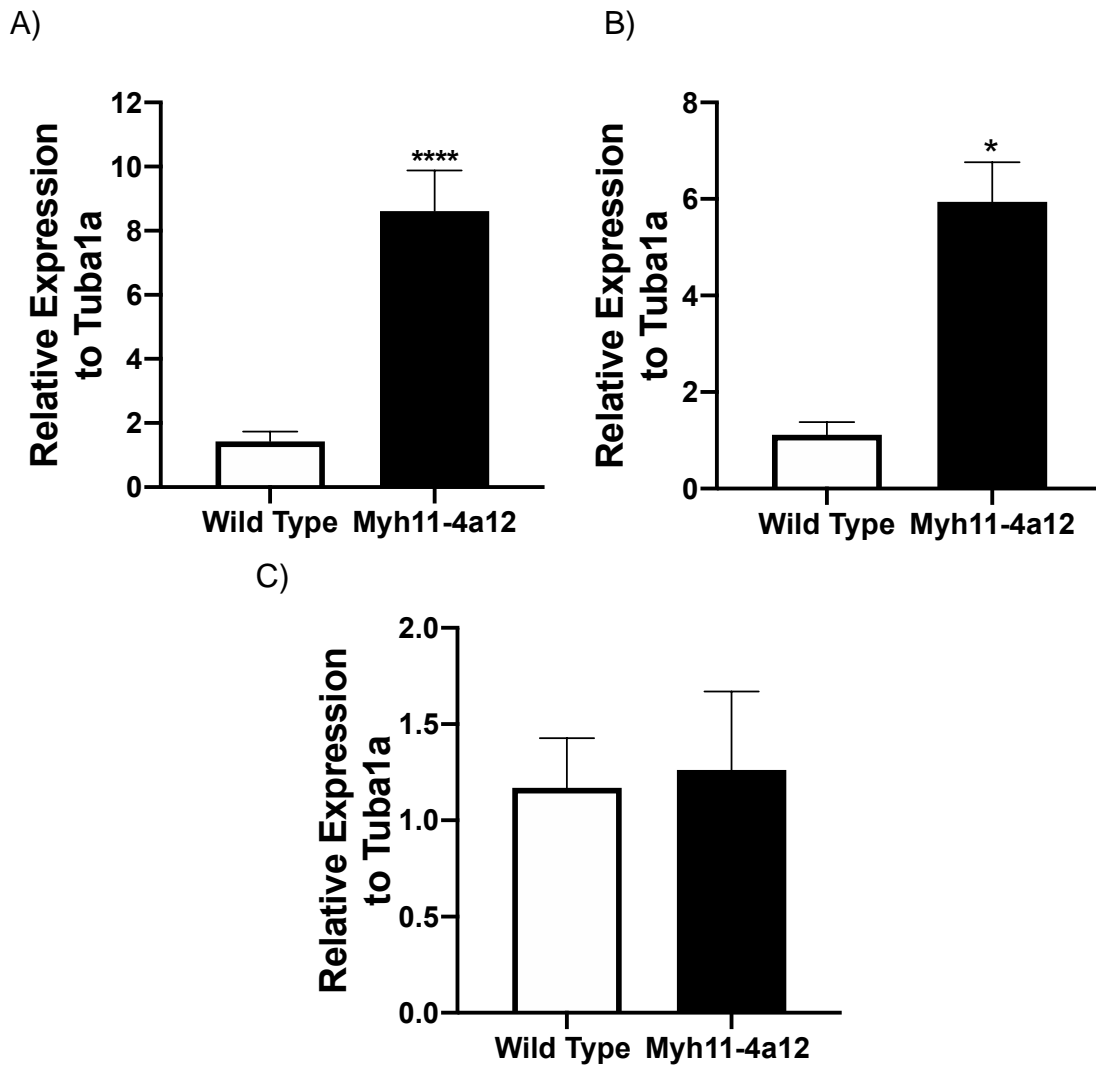 A)
Relative Expression
to Tuba1a
12
10
8
6
4
2
0
****
Wild Type Myh11-4a12
B)
Relative Expression
to Tuba1a
8
6
4
2
0
*
Wild Type Myh11-4a12
C)
Relative Expression
to Tuba1a
2.0
1.5
1.0
0.5
0.0
Wild Type Myh11-4a12